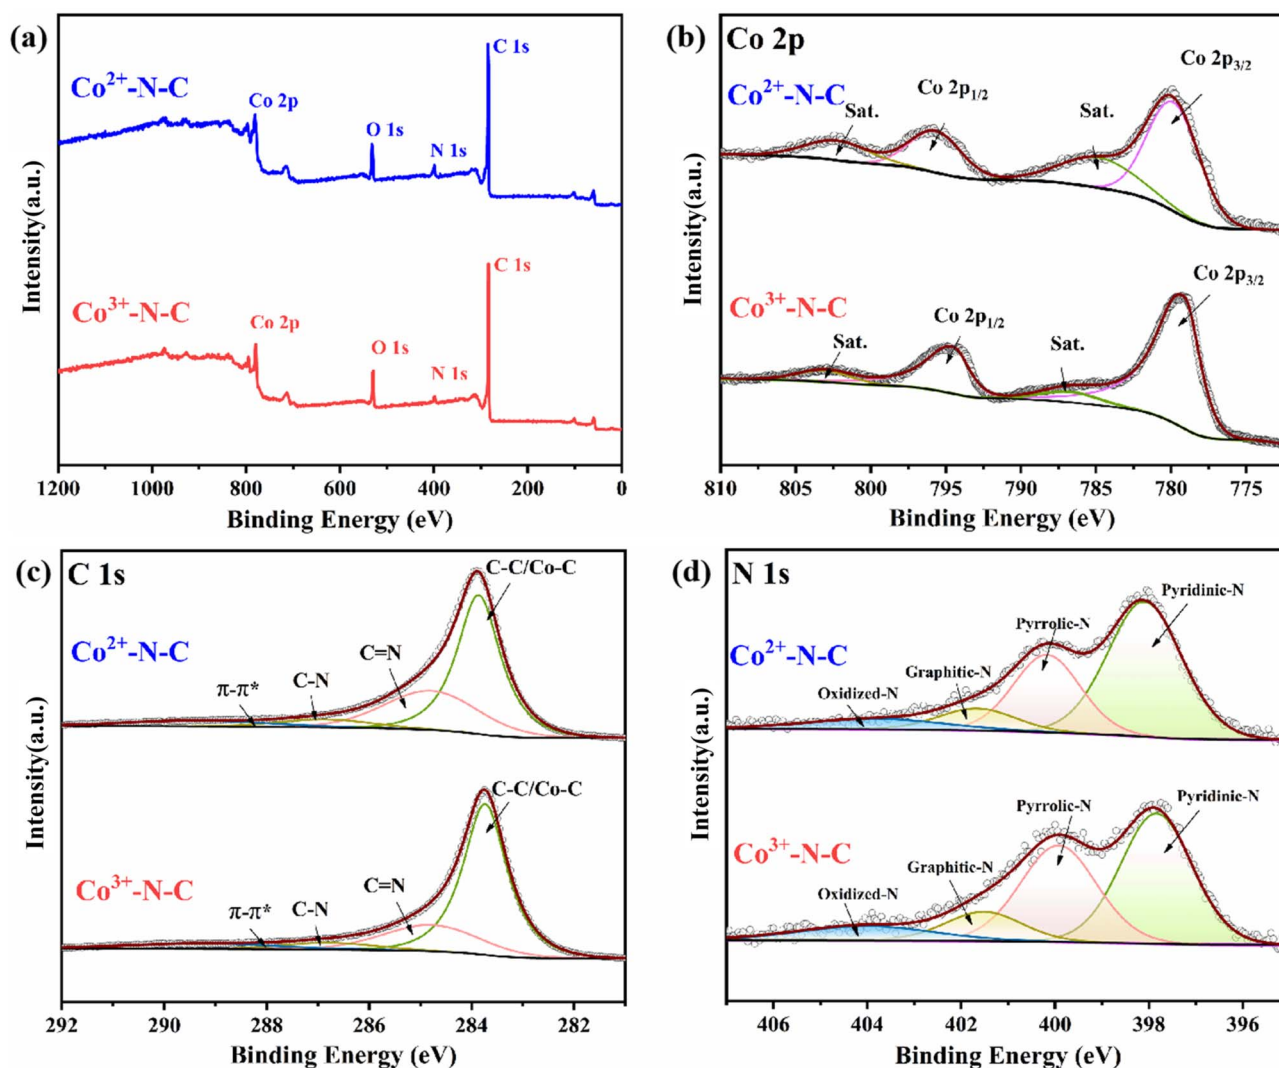 (a)
C 1s
Co²⁺-N-C
Co 2p
O 1s
N 1s
C 1s
Co³⁺-N-C
Co 2p
O 1s
N 1s
Intensity(a.u.)
1200 1000 800 600 400 200 0
Binding Energy (eV)
(b) Co 2p
Co 2p₃/₂
Co²⁺-N-C
Co 2p₁/₂
Sat.
Sat.
Co 2p₃/₂
Co³⁺-N-C
Co 2p₁/₂
Sat.
Sat.
Intensity(a.u.)
810 805 800 795 790 785 780 775
Binding Energy (eV)
(c) C 1s
C-C/Co-C
Co²⁺-N-C
C=N
C-N
π-π*
C-C/Co-C
Co³⁺-N-C
C=N
C-N
π-π*
Intensity(a.u.)
292 290 288 286 284 282
Binding Energy (eV)
(d) N 1s
Pyridinic-N
Pyrrolic-N
Co²⁺-N-C
Graphitic-N
Oxidized-N
Pyridinic-N
Pyrrolic-N
Co³⁺-N-C
Graphitic-N
Oxidized-N
Intensity(a.u.)
406 404 402 400 398 396
Binding Energy (eV)